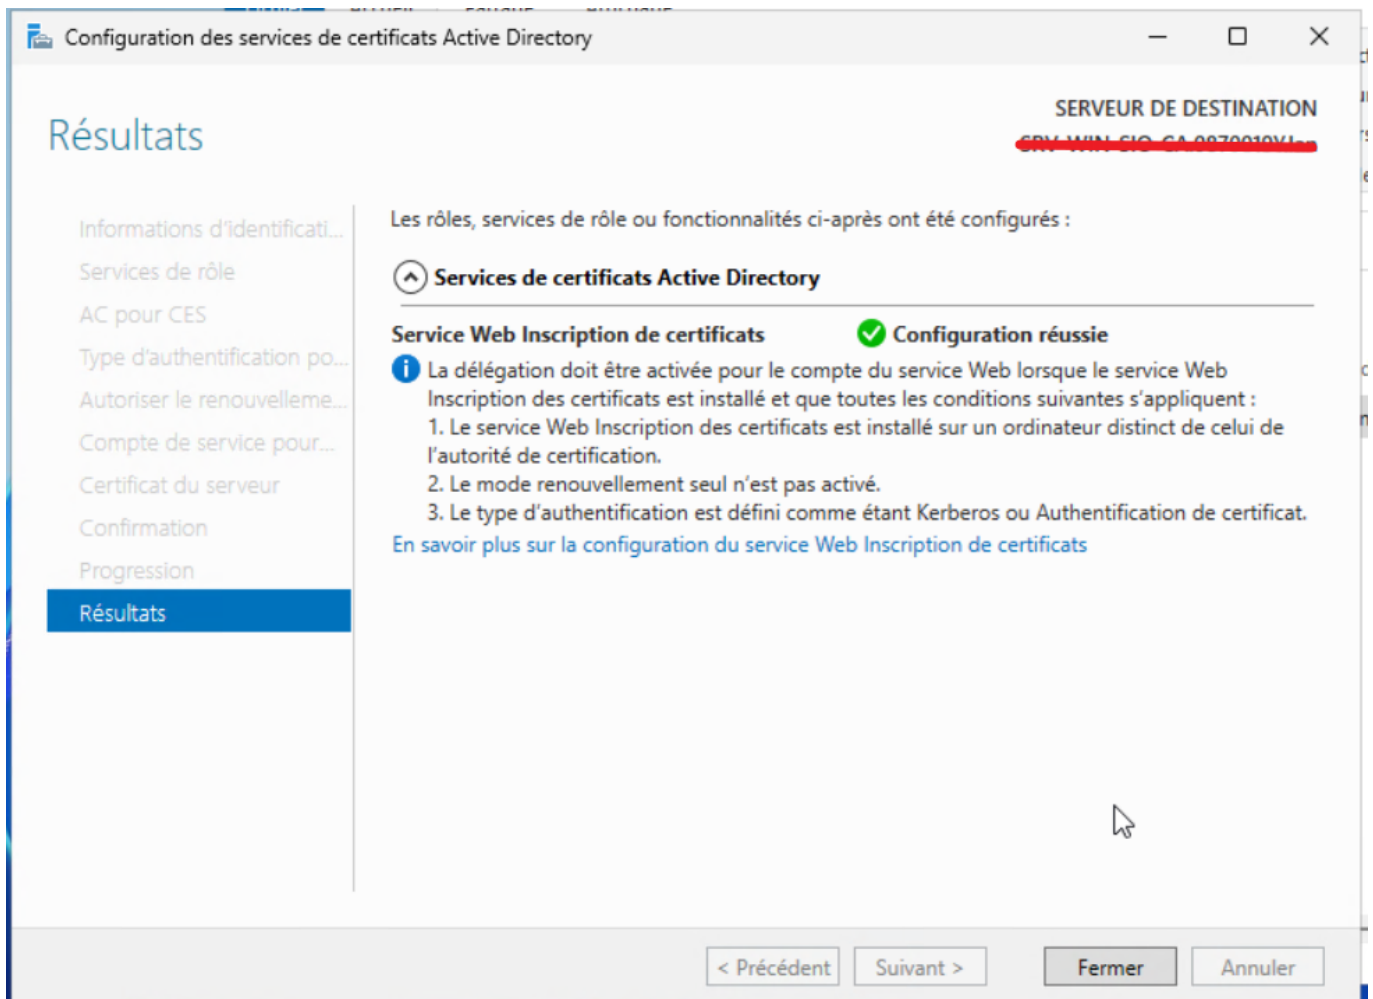 Configuration des services de certificats Active Directory
Résultats
SERVEUR DE DESTINATION
Informations d'identificati...
Services de rôle
AC pour CES
Type d'authentification po...
Autoriser le renouvelleme...
Compte de service pour...
Certificat du serveur
Confirmation
Progression
Résultats
Les rôles, services de rôle ou fonctionnalités ci-après ont été configurés :
Services de certificats Active Directory
Service Web Inscription de certificats Configuration réussie
La délégation doit être activée pour le compte du service Web lorsque le service Web
Inscription des certificats est installé et que toutes les conditions suivantes s'appliquent :
1. Le service Web Inscription des certificats est installé sur un ordinateur distinct de celui de
l'autorité de certification.
2. Le mode renouvellement seul n'est pas activé.
3. Le type d'authentification est défini comme étant Kerberos ou Authentification de certificat.
En savoir plus sur la configuration du service Web Inscription de certificats
< Précédent Suivant > Fermer Annuler